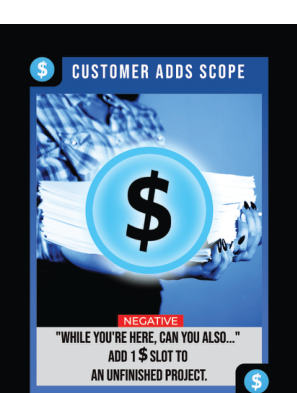 $ CUSTOMER ADDS SCOPE
$
NEGATIVE
"WHILE YOU'RE HERE, CAN YOU ALSO..."
ADD 1 $ SLOT TO
AN UNFINISHED PROJECT.
$